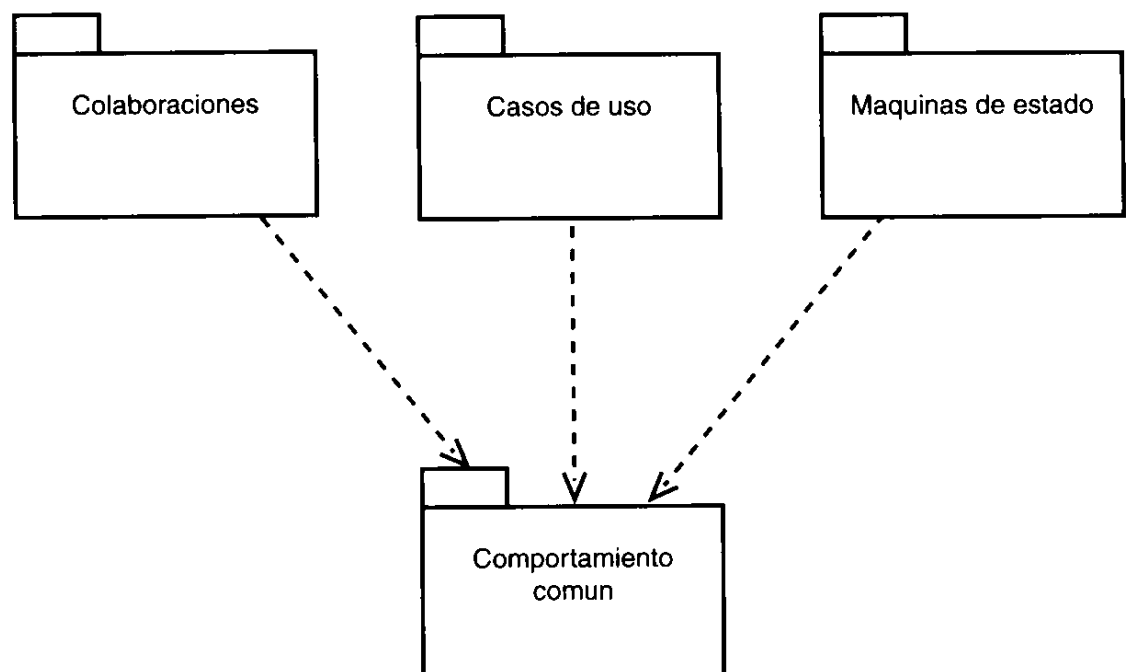 Colaboraciones
Casos de uso
Maquinas de estado
Comportamiento
comun